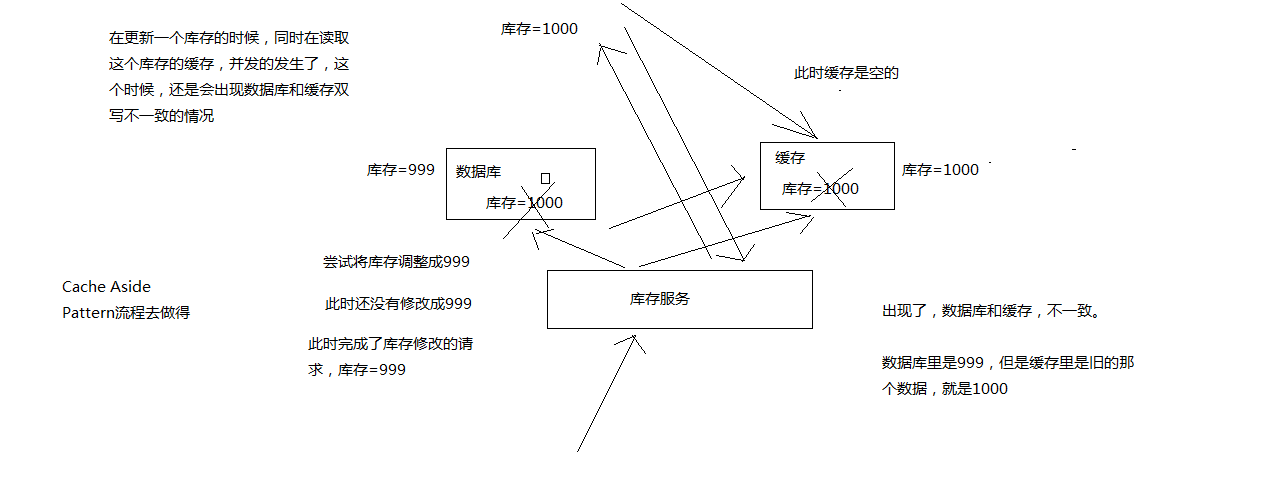 库存=1000
在更新一个库存的时候，同时在读取
这个库存的缓存，并发的发生了，这
个时候，还是会出现数据库和缓存双
写不一致的情况
此时缓存是空的
库存=999
数据库
库存=1000
缓存
库存=1000
库存=1000
尝试将库存调整成999
此时还没有修改成999
此时完成了库存修改的请
求，库存=999
Cache Aside
Pattern流程去做得
库存服务
出现了，数据库和缓存，不一致。
数据库里是999，但是缓存里是旧的那
个数据，就是1000